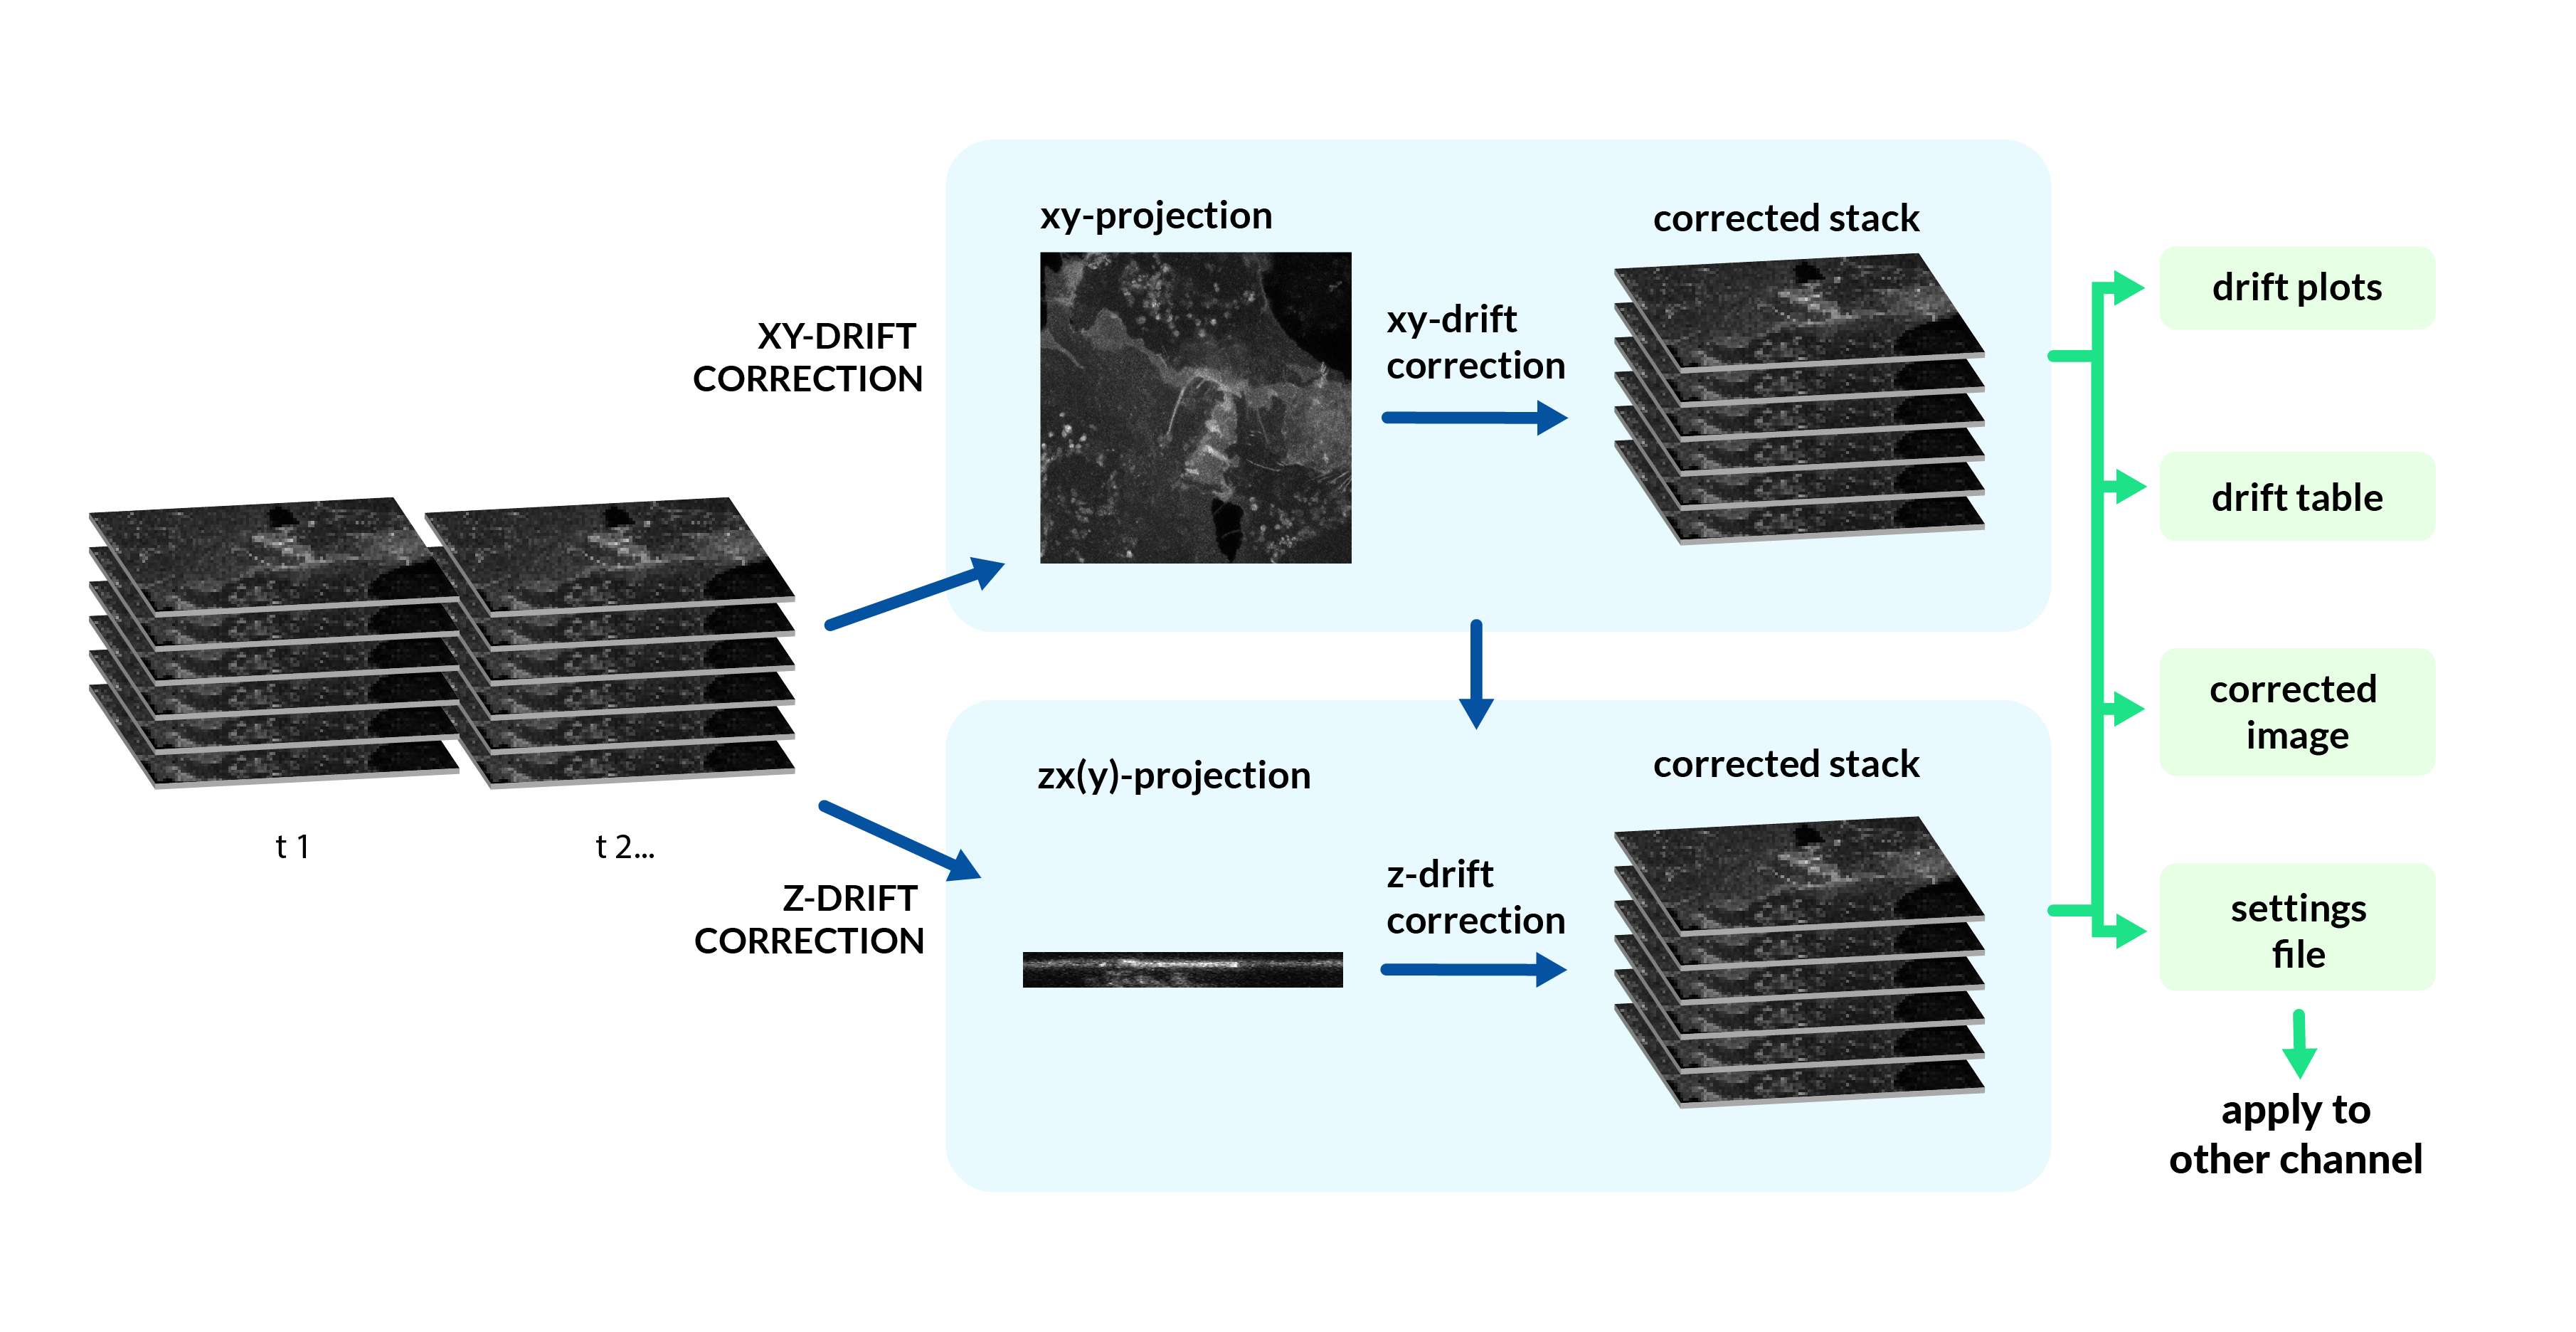 XY-DRIFT
CORRECTION
t 1
t 2...
Z-DRIFT
CORRECTION
xy-projection
xy-drift
correction
corrected stack
zx(y)-projection
z-drift
correction
corrected stack
drift plots
drift table
corrected
image
settings
file
apply to
other channel